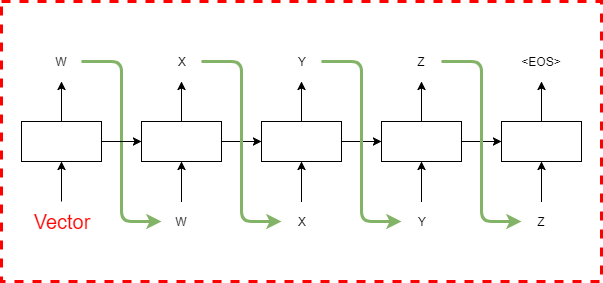 W X Y Z <EOS>
Vector W X Y Z